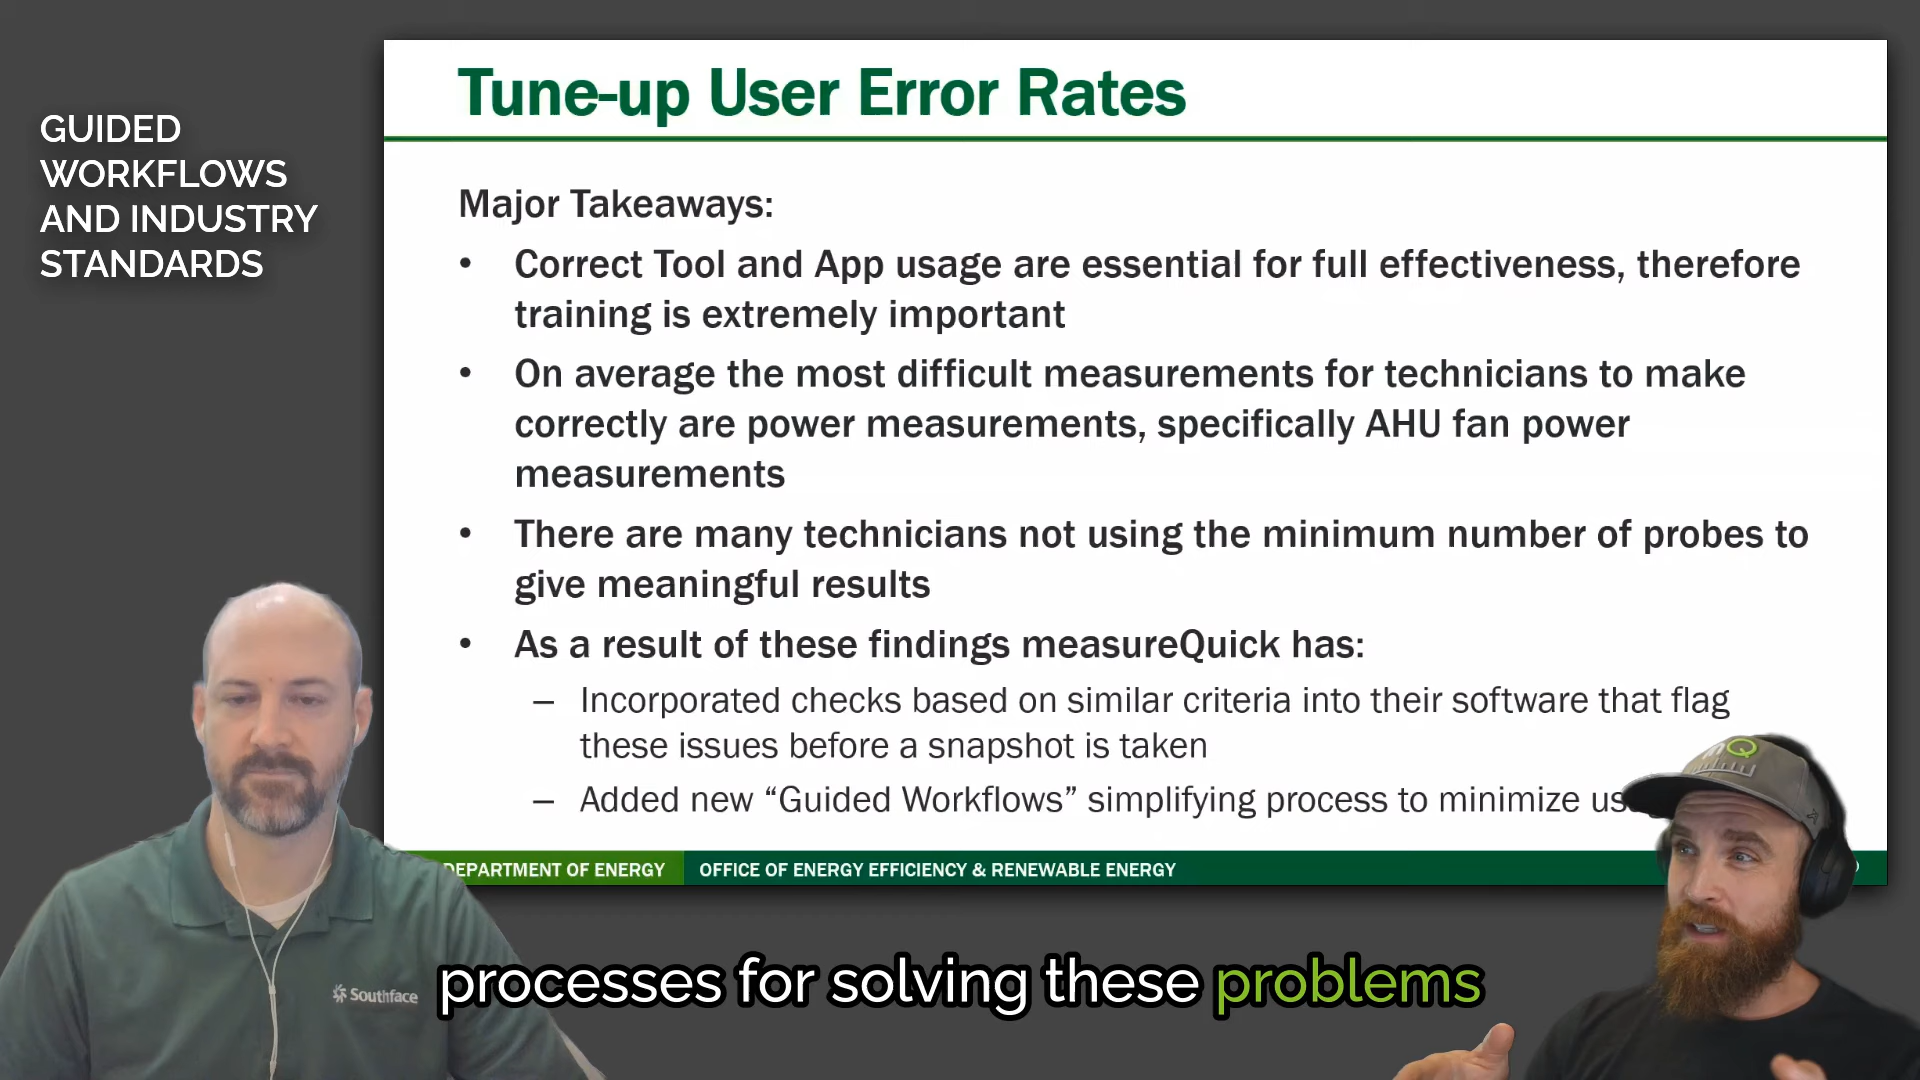 GUIDED
WORKFLOWS
AND INDUSTRY
STANDARDS
Tune-up User Error Rates
Major Takeaways:
• Correct Tool and App usage are essential for full effectiveness, therefore
training is extremely important
• On average the most difficult measurements for technicians to make
correctly are power measurements, specifically AHU fan power
measurements
• There are many technicians not using the minimum number of probes to
give meaningful results
• As a result of these findings measureQuick has:
– Incorporated checks based on similar criteria into their software that flag
these issues before a snapshot is taken
– Added new “Guided Workflows” simplifying process to minimize
DEPARTMENT OF ENERGY
OFFICE OF ENERGY EFFICIENCY & RENEWABLE ENERGY
Southface
processes for solving these problems